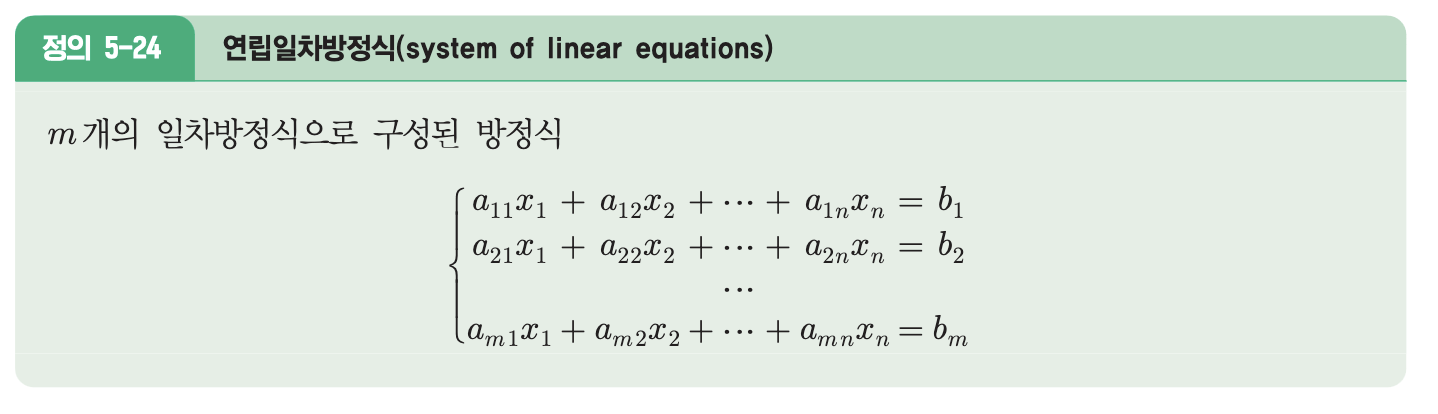 정의 5-24 연립일차방정식(system of linear equations)
m개의 일차방정식으로 구성된 방정식
a₁₁x₁ + a₁₂x₂ + ⋯ + a₁ₙxₙ = b₁
a₂₁x₁ + a₂₂x₂ + ⋯ + a₂ₙxₙ = b₂
⋯
aₘ₁x₁ + aₘ₂x₂ + ⋯ + aₘₙxₙ = bₘ